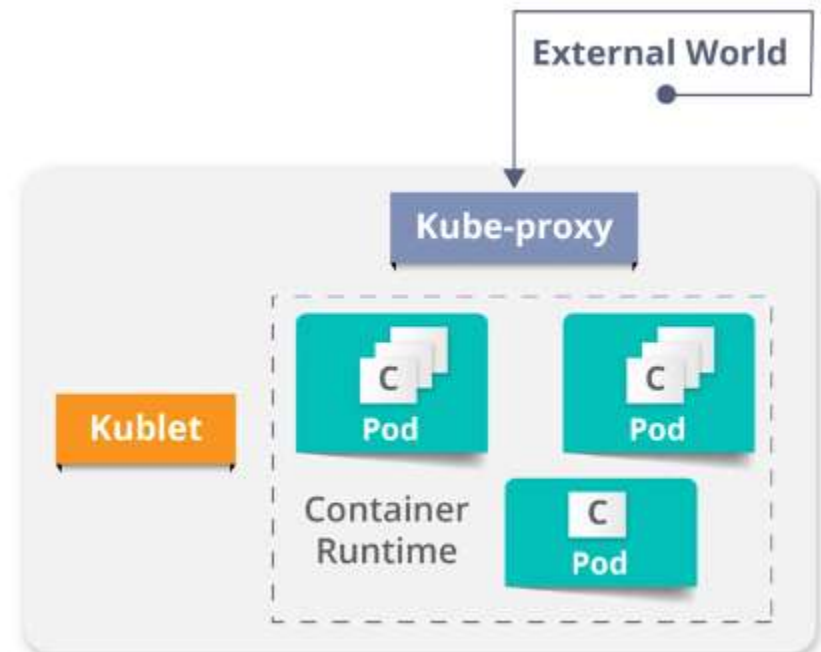 External World
Kube-proxy
C
Pod
C
Pod
Kublet
Container
Runtime
C
Pod